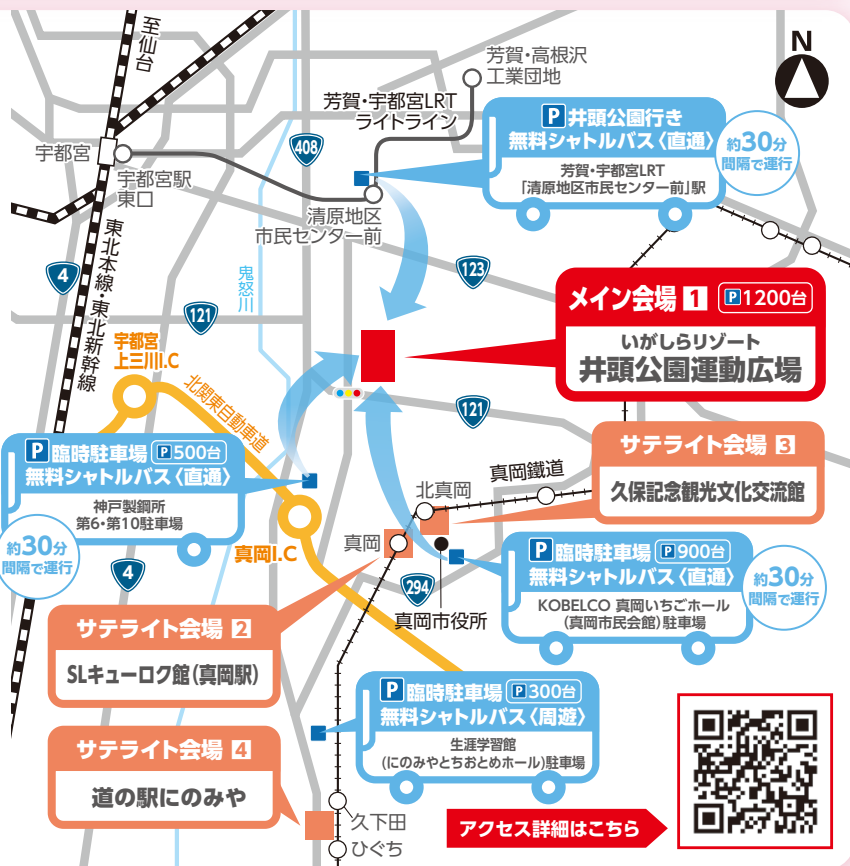 至仙台
芳賀・高根沢
工業団地
N
芳賀・宇都宮LRT
ライトライン
P 井頭公園行き
無料シャトルバス〈直通〉
芳賀・宇都宮LRT
「清原地区市民センター前」駅
約30分
間隔で運行
408
宇都宮
宇都宮駅
東口
清原地区
市民センター前
東北本線・東北新幹線
4
鬼怒川
123
121
メイン会場 1 P1200台
いがしらリゾート
井頭公園運動広場
宇都宮
上三川I.C
北関東自動車道
121
P 臨時駐車場 P500台
無料シャトルバス〈直通〉
神戸製鋼所
第6・第10駐車場
約30分
間隔で運行
サテライト会場 3
久保記念観光文化交流館
真岡鐵道
北真岡
真岡
真岡I.C
4
294
真岡市役所
P 臨時駐車場 P900台
無料シャトルバス〈直通〉
KOBELCO 真岡いちごホール
(真岡市民会館)駐車場
約30分
間隔で運行
サテライト会場 2
SLキューロク館(真岡駅)
P 臨時駐車場 P300台
無料シャトルバス〈周遊〉
生涯学習館
(にのみやとちおとめホール)駐車場
サテライト会場 4
道の駅にのみや
久下田
ひぐち
アクセス詳細はこちら